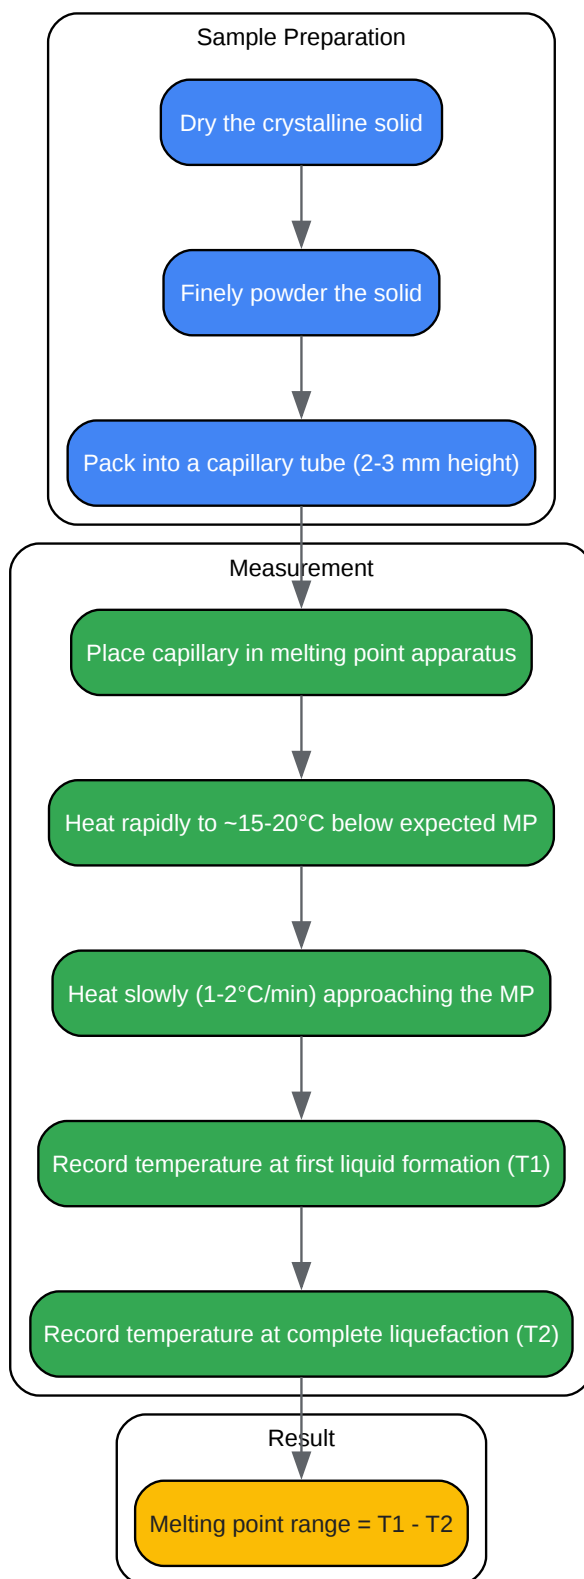 Sample Preparation
Dry the crystalline solid
Finely powder the solid
Pack into a capillary tube (2-3 mm height)
Measurement
Place capillary in melting point apparatus
Heat rapidly to ~15-20°C below expected MP
Heat slowly (1-2°C/min) approaching the MP
Record temperature at first liquid formation (T1)
Record temperature at complete liquefaction (T2)
Result
Melting point range = T1 - T2